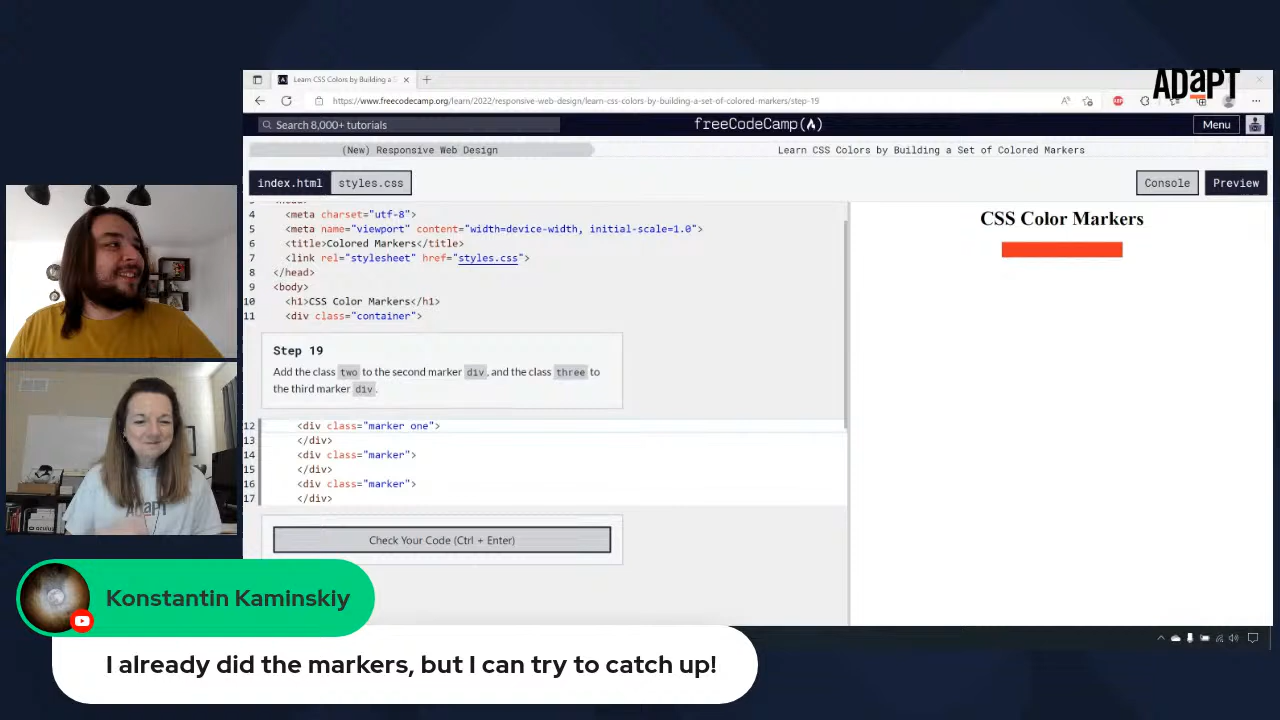 ADaPT
Learn CSS Colors by Building a S
https://www.freecodecamp.org/learn/2022/responsive-web-design/learn-css-colors-by-building-a-set-of-colored-markers/step-19
Search 8,000+ tutorials
freeCodeCamp
Menu
(New) Responsive Web Design
Learn CSS Colors by Building a Set of Colored Markers
index.html
styles.css
Console
Preview
4 <meta charset="utf-8">
5 <meta name="viewport" content="width=device-width, initial-scale=1.0">
6 <title>Colored Markers</title>
7 <link rel="stylesheet" href="styles.css">
8 </head>
9 <body>
10 <h1>CSS Color Markers</h1>
11 <div class="container">
CSS Color Markers
Step 19
Add the class two to the second marker div, and the class three to
the third marker div.
12 <div class="marker one">
13 </div>
14 <div class="marker">
15 </div>
16 <div class="marker">
17 </div>
Check Your Code (Ctrl + Enter)
ADaPT
Konstantin Kaminskiy
I already did the markers, but I can try to catch up!